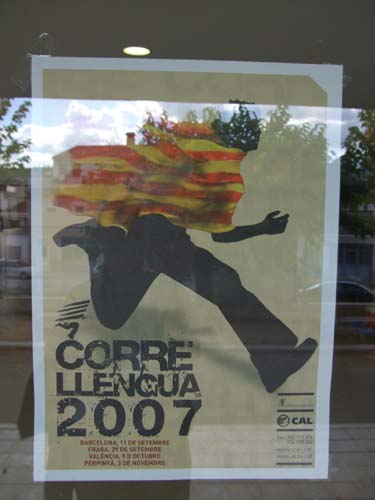 CORRE
LLENGUA
2007
BARCELONA, 11 DE SETEMBRE
FRAGA, 29 DE SETEMBRE
VALÈNCIA, 9 D'OCTUBRE
PERPINYÀ, 3 DE NOVEMBRE
CAL